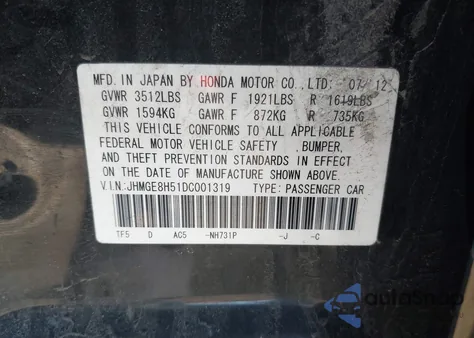 MFD. IN JAPAN BY HONDA MOTOR CO., LTD. 07/12
GVWR 3512LBS GAWR F 1921LBS R 1619LBS
GVWR 1594KG GAWR F 872KG R 735KG
THIS VEHICLE CONFORMS TO ALL APPLICABLE
FEDERAL MOTOR VEHICLE SAFETY , BUMPER,
AND THEFT PREVENTION STANDARDS IN EFFECT
ON THE DATE OF MANUFACTURE SHOWN ABOVE.
V.I.N:JHMGE8H51DC001319 TYPE: PASSENGER CAR
TF5 D AC5 -NH731P -J -C
AutoSnap